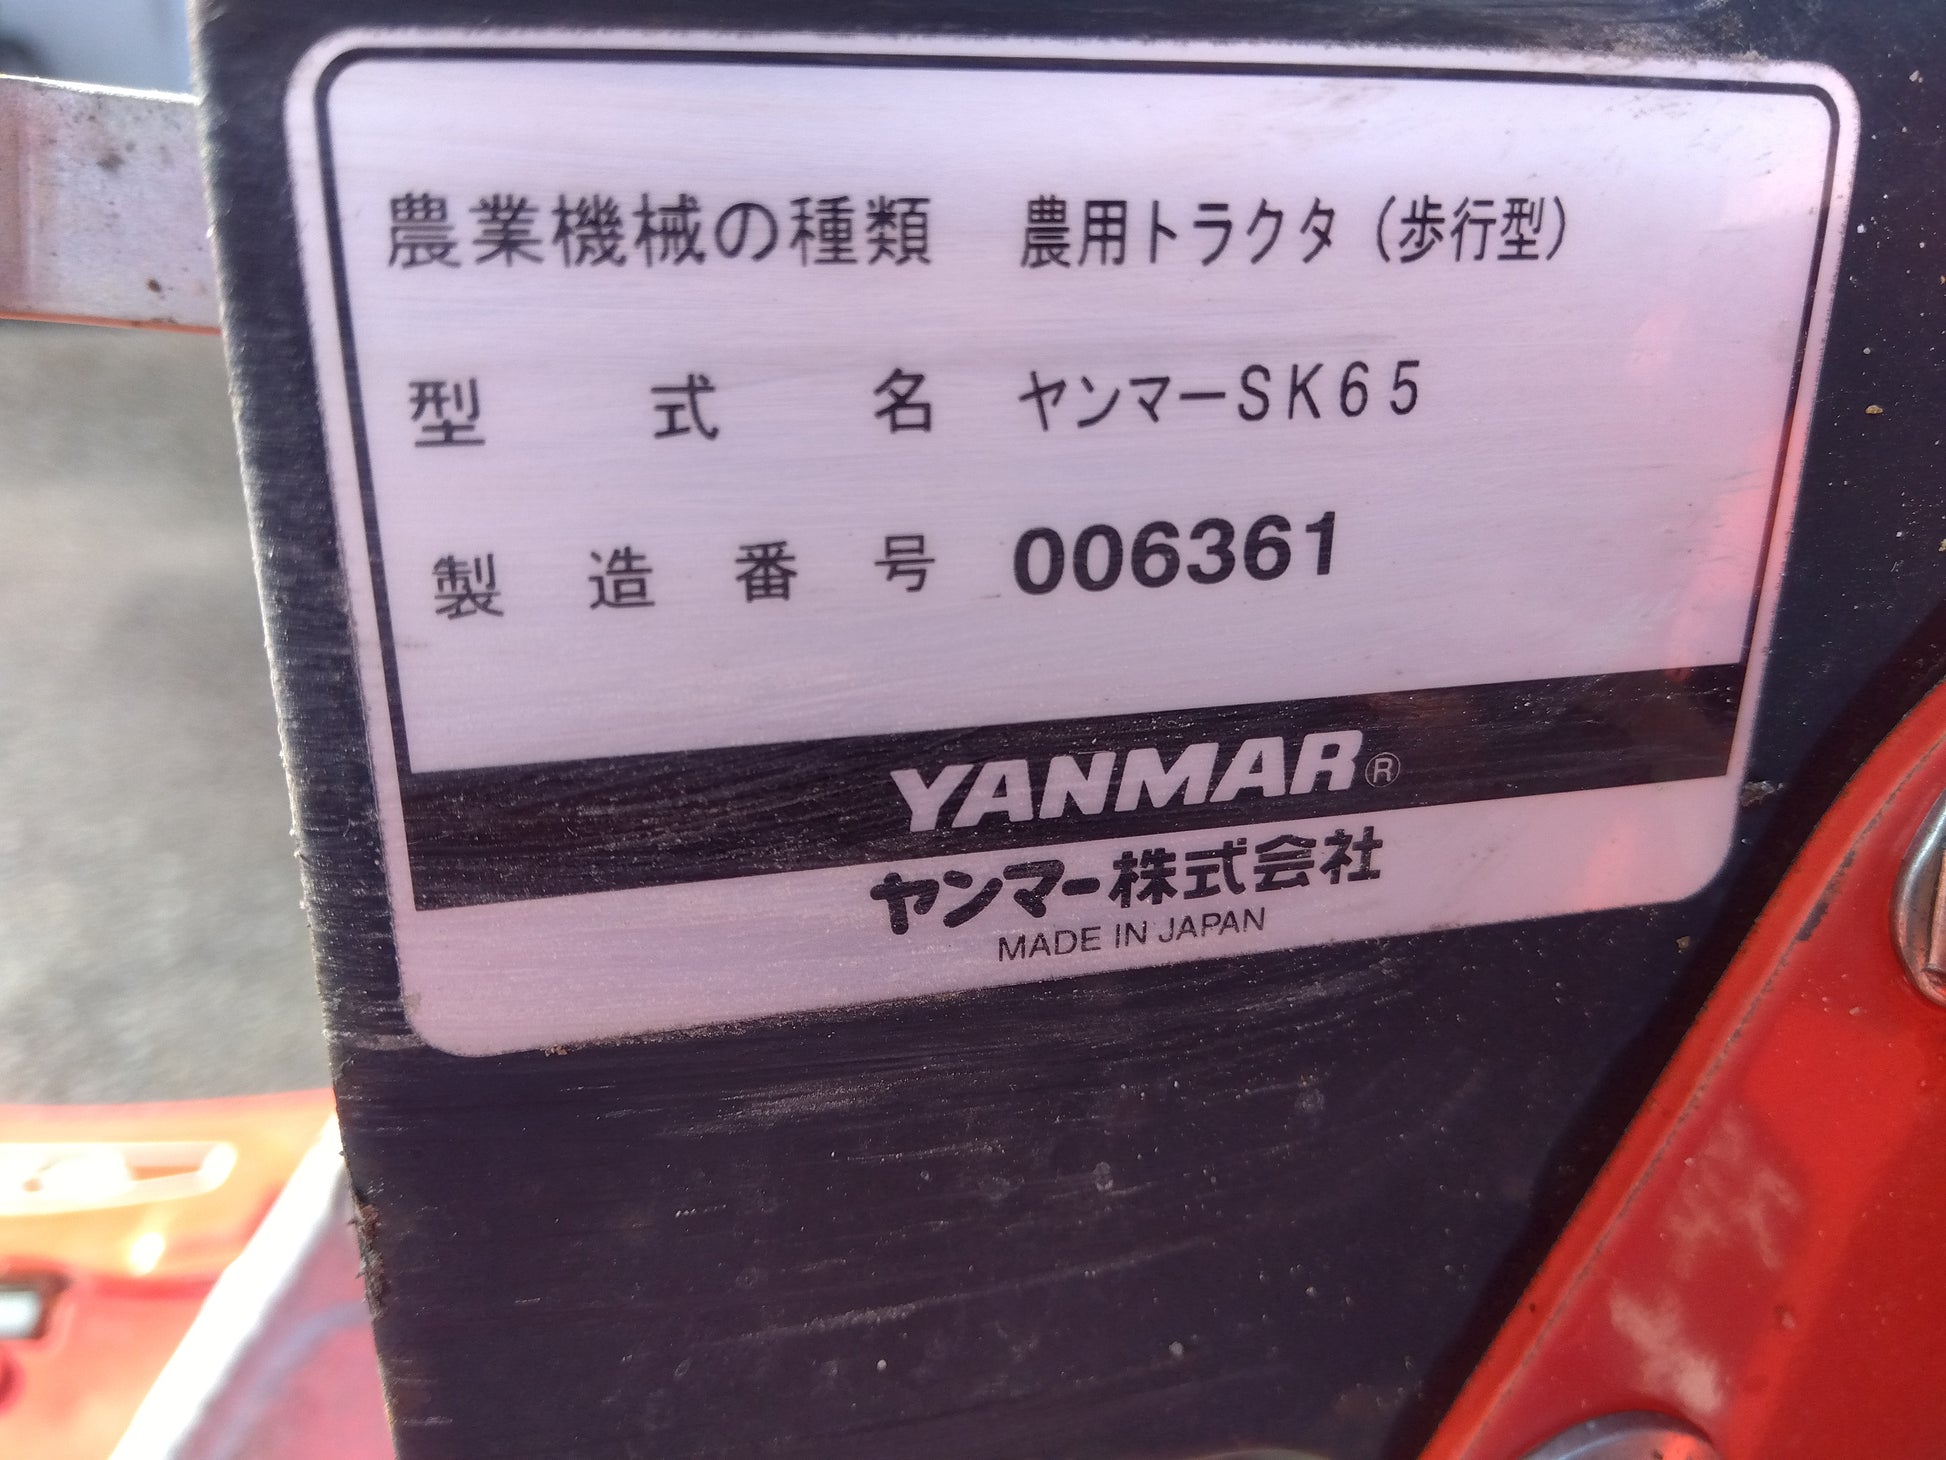 農業機械の種類 農用トラクタ(歩行型)
型式名 ヤンマーSK65
製造番号 006361
YANMAR®
ヤンマー株式会社
MADE IN JAPAN